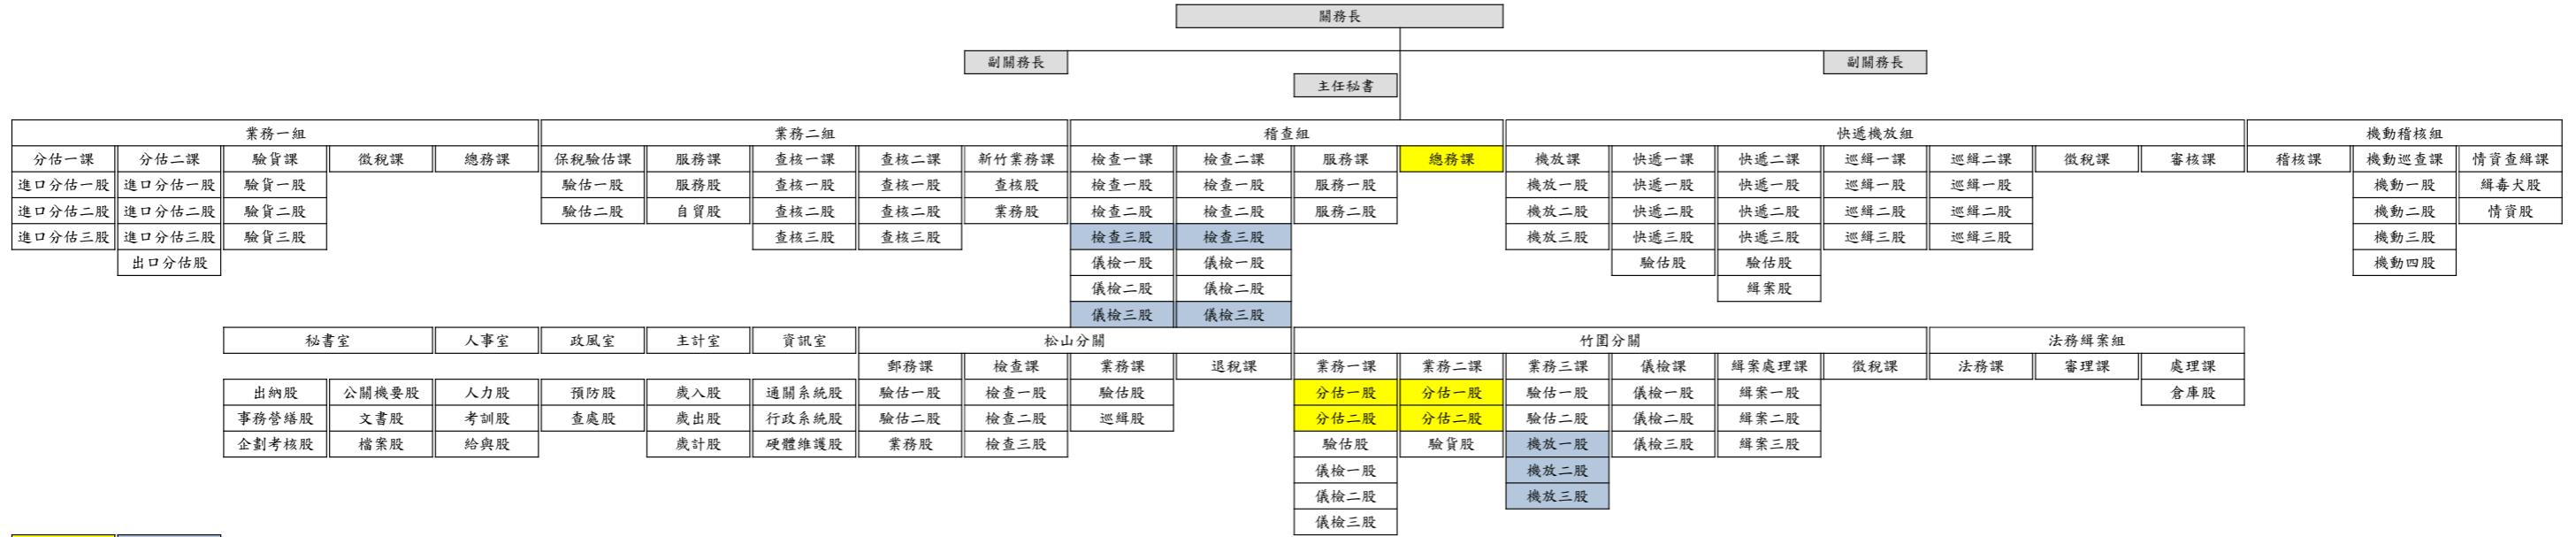 關務長
副關務長 副關務長
主任秘書
業務一組 業務二組 稽查組 快遞機放組 機動稽核組
分估一課 分估二課 驗貨課 徵稅課 總務課 保稅驗估課 服務課 查核一課 查核二課 新竹業務課 檢查一課 檢查二課 服務課 總務課 機放課 快遞一課 快遞二課 巡緝一課 巡緝二課 徵稅課 審核課 稽核課 機動巡查課 情資查緝課
進口分估一股 進口分估一股 驗貨一股 驗估一股 服務股 查核一股 查核一股 查核股 檢查一股 檢查一股 服務一股 機放一股 快遞一股 快遞一股 巡緝一股 巡緝一股 機動一股 緝毒犬股
進口分估二股 進口分估二股 驗貨二股 驗估二股 自貿股 查核二股 查核二股 業務股 檢查二股 檢查二股 服務二股 機放二股 快遞二股 快遞二股 巡緝二股 巡緝二股 機動二股 情資股
進口分估三股 進口分估三股 驗貨三股 查核三股 查核三股 檢查三股 檢查三股 機放三股 快遞三股 快遞三股 巡緝三股 巡緝三股 機動三股
出口分估股 儀檢一股 儀檢一股 驗估股 驗估股 機動四股
儀檢二股 儀檢二股 緝案股
儀檢三股 儀檢三股
秘書室 人事室 政風室 主計室 資訊室 松山分關 竹圍分關 法務緝案組
郵務課 檢查課 業務課 退稅課 業務一課 業務二課 業務三課 儀檢課 緝案處理課 徵稅課 法務課 審理課 處理課
出納股 公關機要股 人力股 預防股 歲入股 通關系統股 驗估一股 檢查一股 驗估股 分估一股 分估一股 驗估一股 儀檢一股 緝案一股 倉庫股
事務營繕股 文書股 考訓股 查處股 歲出股 行政系統股 驗估二股 檢查二股 巡緝股 分估二股 分估二股 驗估二股 儀檢二股 緝案二股
企劃考核股 檔案股 給與股 歲計股 硬體維護股 業務股 檢查三股 驗估股 驗貨股 機放一股 儀檢三股 緝案三股
儀檢一股 機放二股
儀檢二股 機放三股
儀檢三股